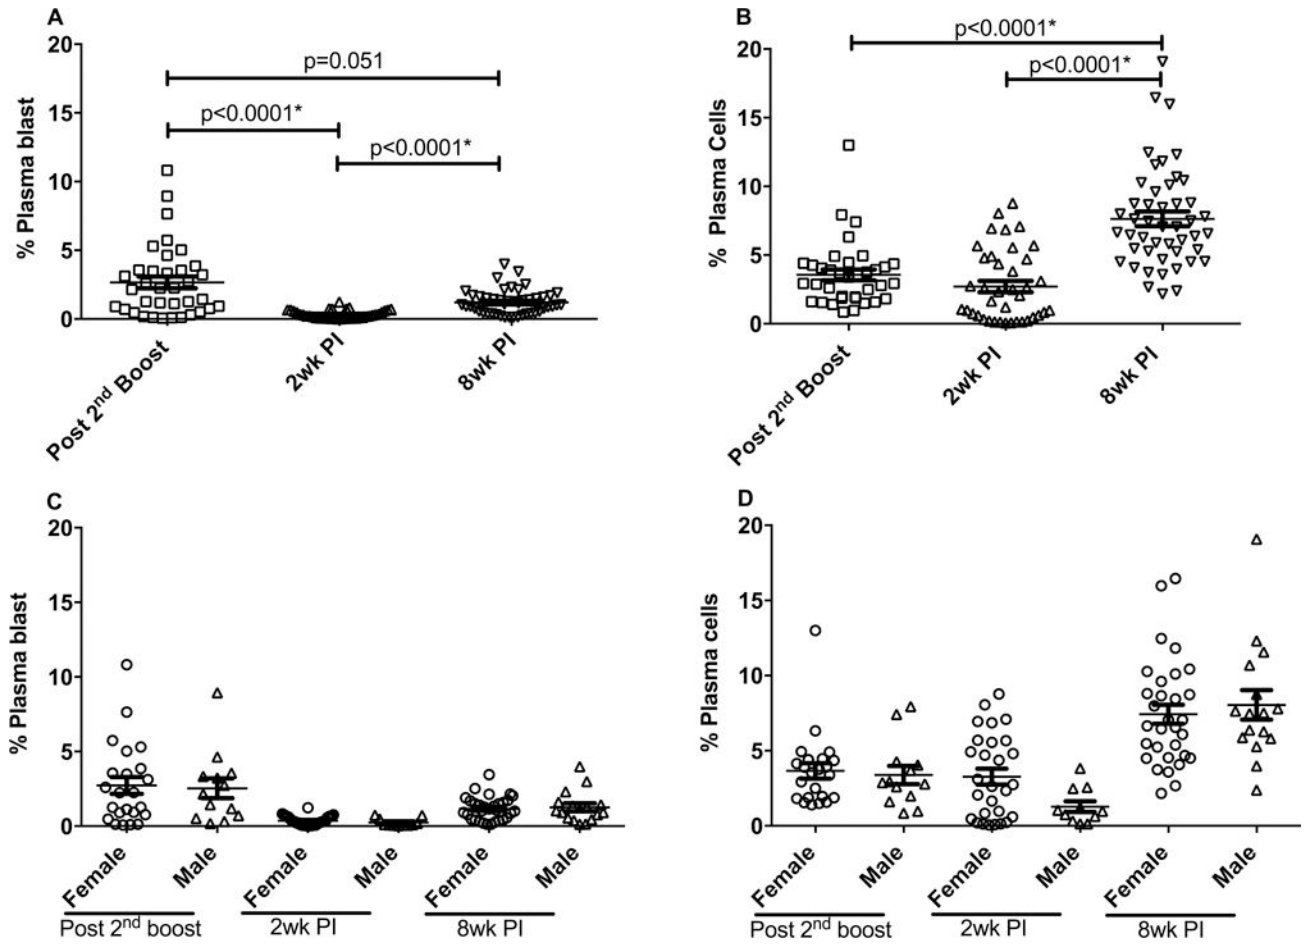 A
20
15
10
5
0
% Plasma blast
p=0.051
p<0.0001*
p<0.0001*
Post 2nd Boost
2wk PI
8wk PI
B
20
15
10
5
0
% Plasma Cells
p<0.0001*
p<0.0001*
Post 2nd Boost
2wk PI
8wk PI
C
20
15
10
5
0
% Plasma blast
Female
Male
Female
Male
Female
Male
Post 2nd boost
2wk PI
8wk PI
D
20
15
10
5
0
% Plasma cells
Female
Male
Female
Male
Female
Male
Post 2nd boost
2wk PI
8wk PI